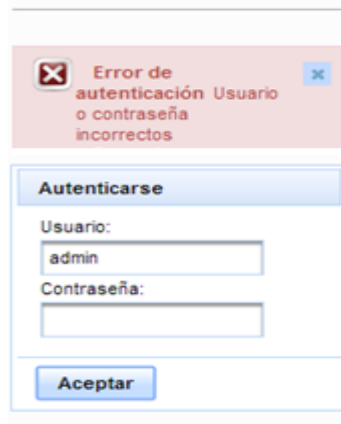 Error de
autenticación Usuario
o contraseña
incorrectos
Autenticarse
Usuario:
admin
Contraseña:
Aceptar